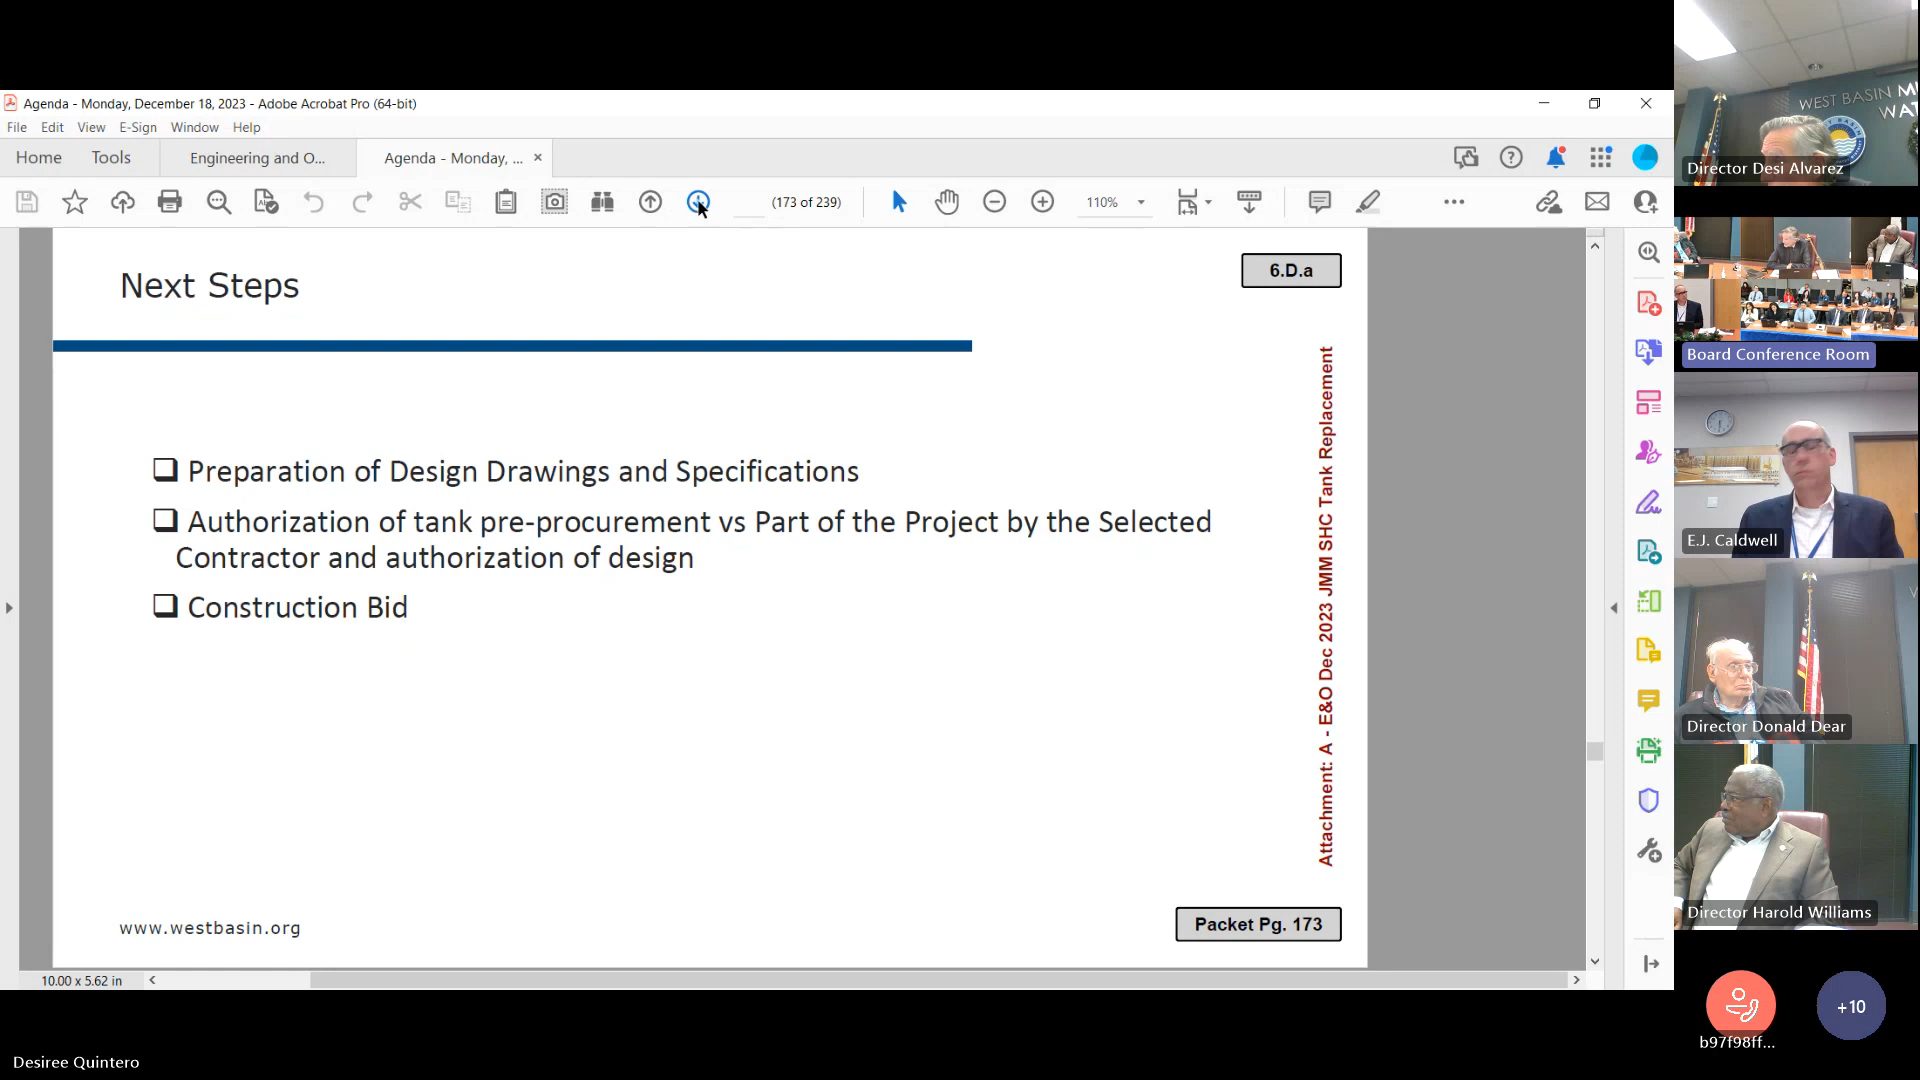 Agenda - Monday, December 18, 2023 - Adobe Acrobat Pro (64-bit)
File Edit View E-Sign Window Help
Home Tools Engineering and O... Agenda - Monday, ... ×
(173 of 239) 110%
Next Steps
6.D.a
❑ Preparation of Design Drawings and Specifications
❑ Authorization of tank pre-procurement vs Part of the Project by the Selected
Contractor and authorization of design
❑ Construction Bid
Attachment: A - E&O Dec 2023 JMM SHC Tank Replacement
www.westbasin.org
Packet Pg. 173
10.00 x 5.62 in
WEST BASIN
Director Desi Alvarez
Board Conference Room
E.J. Caldwell
Director Donald Dear
Director Harold Williams
b97f98ff...
+10
Desiree Quintero